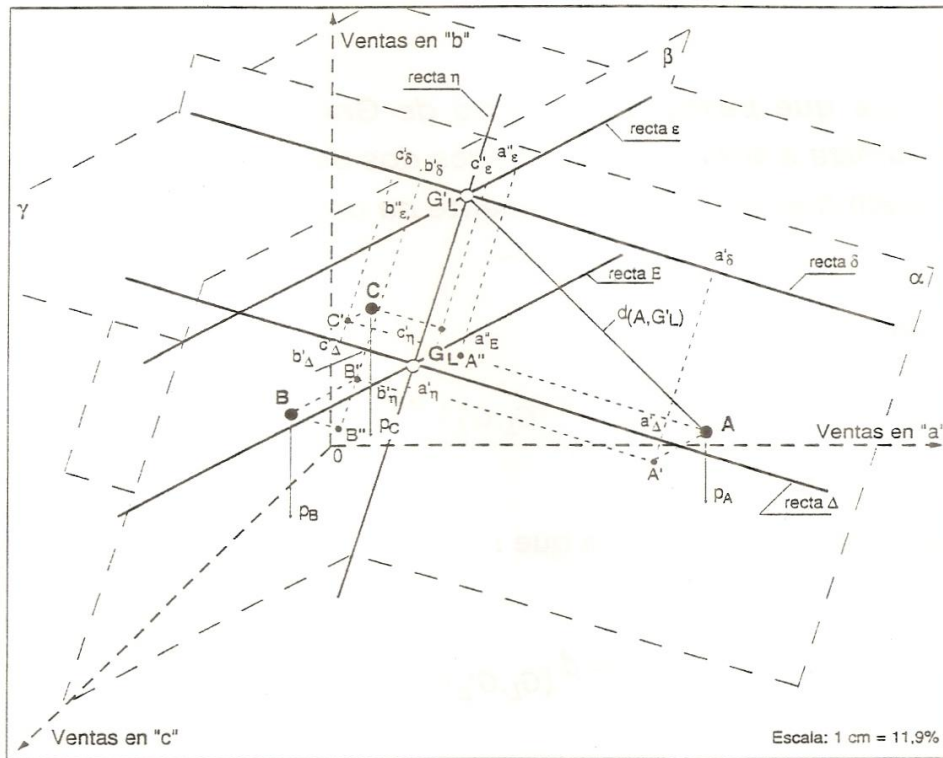 Ventas en "b"
recta η
β
recta ε
c'δ
b'δ
c"ε
a"ε
γ
b"ε,
G'L
a'δ
recta δ
α
recta E
d(A,G'L)
C
C'
c'η
a"E
c'Δ
GL
A"
b'Δ
B"
b'η
a'η
B
a'Δ
A
B"
pC
Ventas en "a"
0
A'
pB
pA
recta Δ
Ventas en "c"
Escala: 1 cm = 11,9%